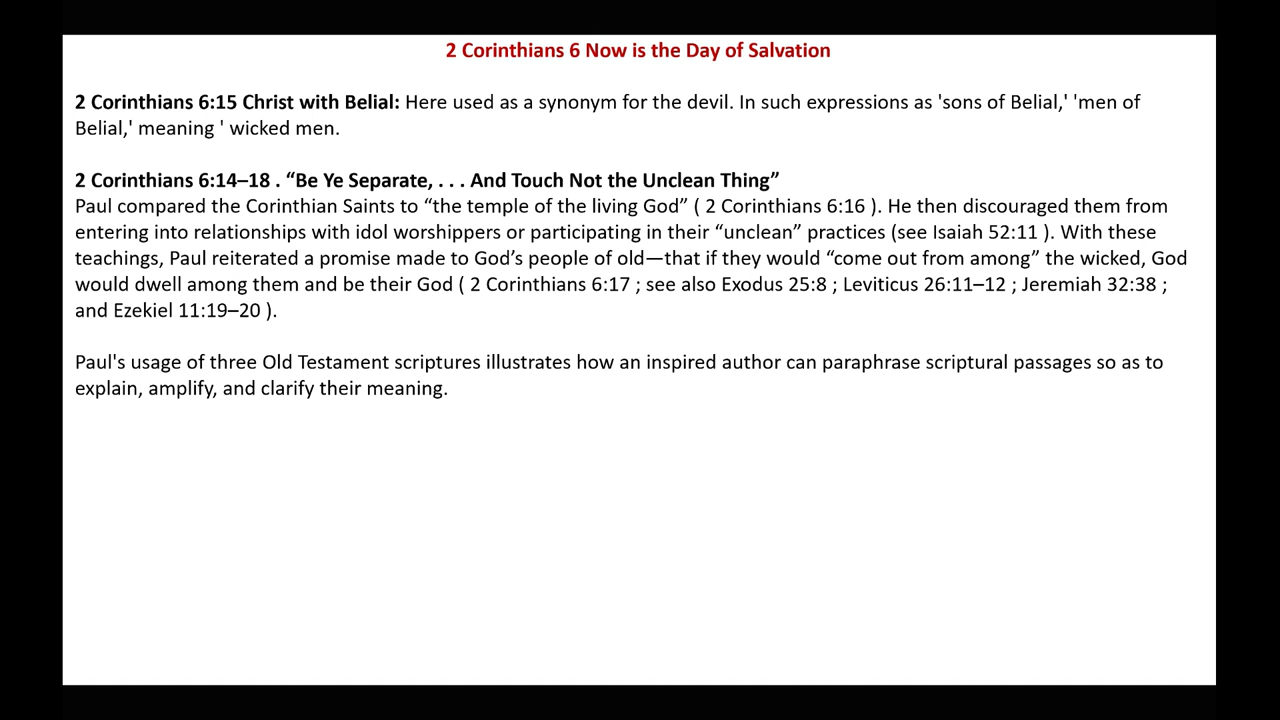 2 Corinthians 6 Now is the Day of Salvation
2 Corinthians 6:15 Christ with Belial: Here used as a synonym for the devil. In such expressions as 'sons of Belial,' 'men of
Belial,' meaning ' wicked men.
2 Corinthians 6:14–18 . “Be Ye Separate, . . . And Touch Not the Unclean Thing”
Paul compared the Corinthian Saints to “the temple of the living God” ( 2 Corinthians 6:16 ). He then discouraged them from
entering into relationships with idol worshippers or participating in their “unclean” practices (see Isaiah 52:11 ). With these
teachings, Paul reiterated a promise made to God’s people of old—that if they would “come out from among” the wicked, God
would dwell among them and be their God ( 2 Corinthians 6:17 ; see also Exodus 25:8 ; Leviticus 26:11–12 ; Jeremiah 32:38 ;
and Ezekiel 11:19–20 ).
Paul's usage of three Old Testament scriptures illustrates how an inspired author can paraphrase scriptural passages so as to
explain, amplify, and clarify their meaning.